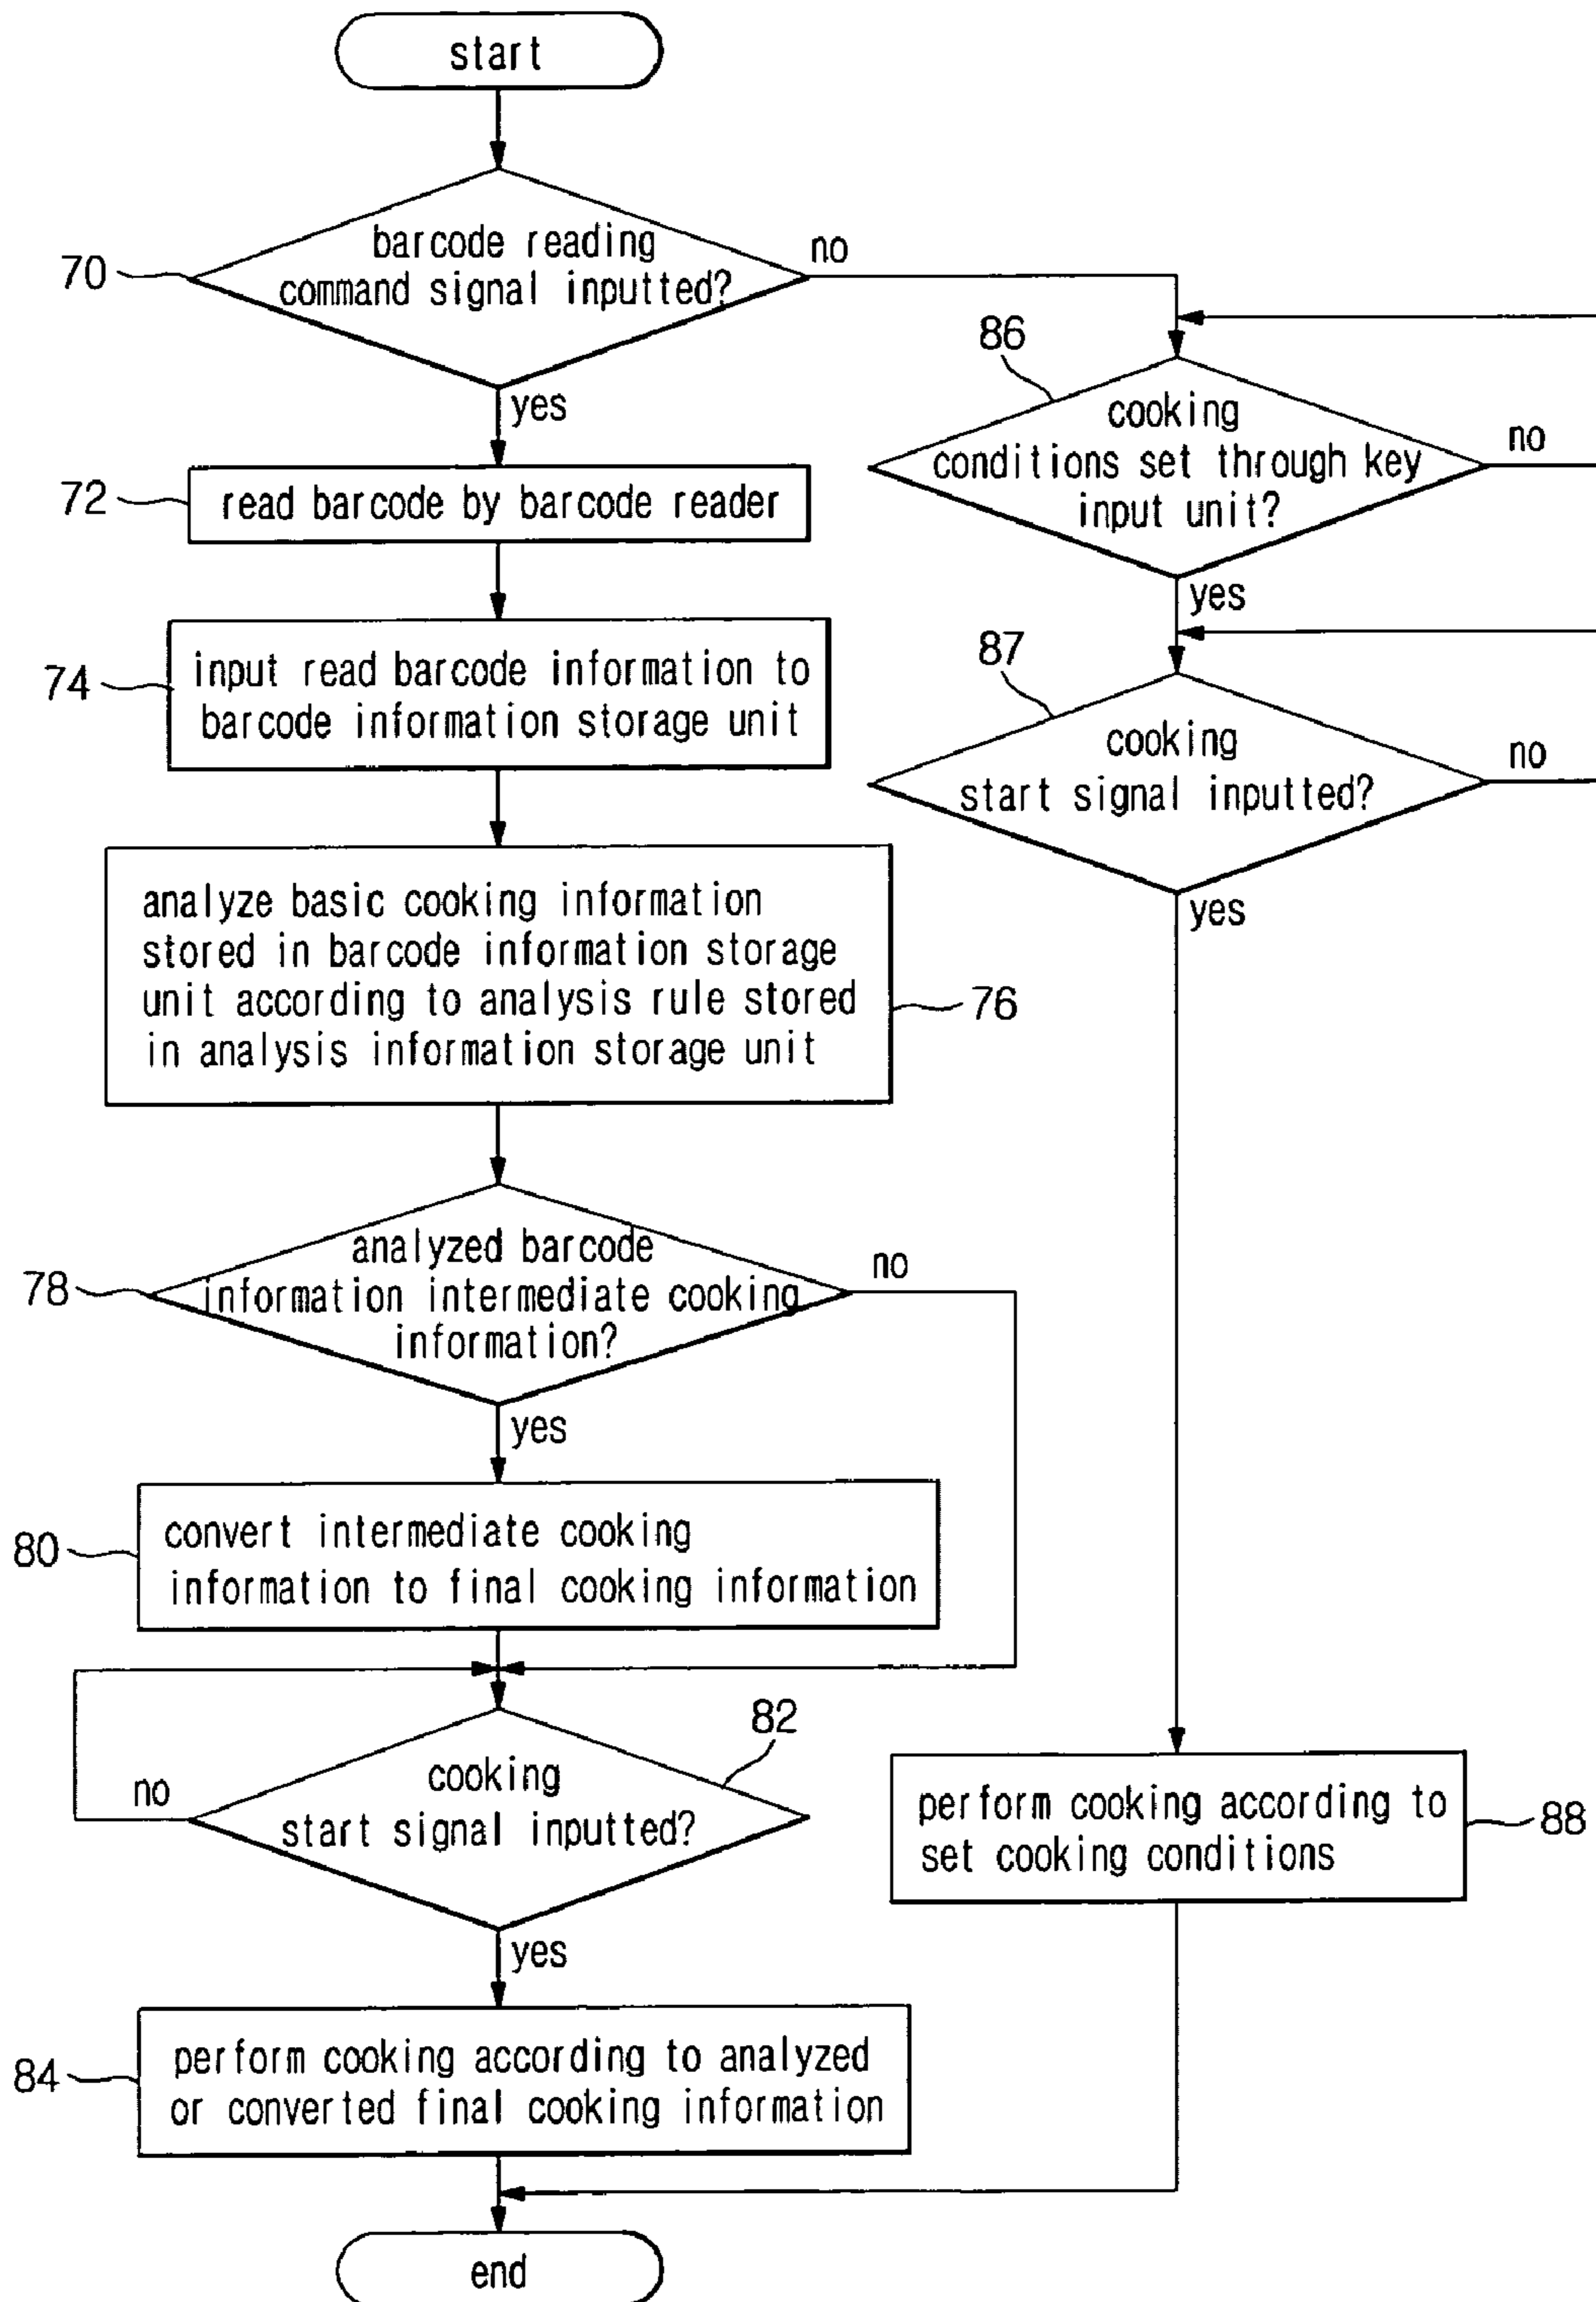 start
barcode reading
command signal inputted?
70
no
yes
72
read barcode by barcode reader
74
input read barcode information to
barcode information storage unit
analyze basic cooking information
stored in barcode information storage
unit according to analysis rule stored
in analysis information storage unit
76
analyzed barcode
information intermediate cooking
information?
78
no
yes
80
convert intermediate cooking
information to final cooking information
82
cooking
start signal inputted?
no
yes
84
perform cooking according to analyzed
or converted final cooking information
end
86
cooking
conditions set through key
input unit?
no
yes
87
cooking
start signal inputted?
no
yes
perform cooking according to
set cooking conditions
88